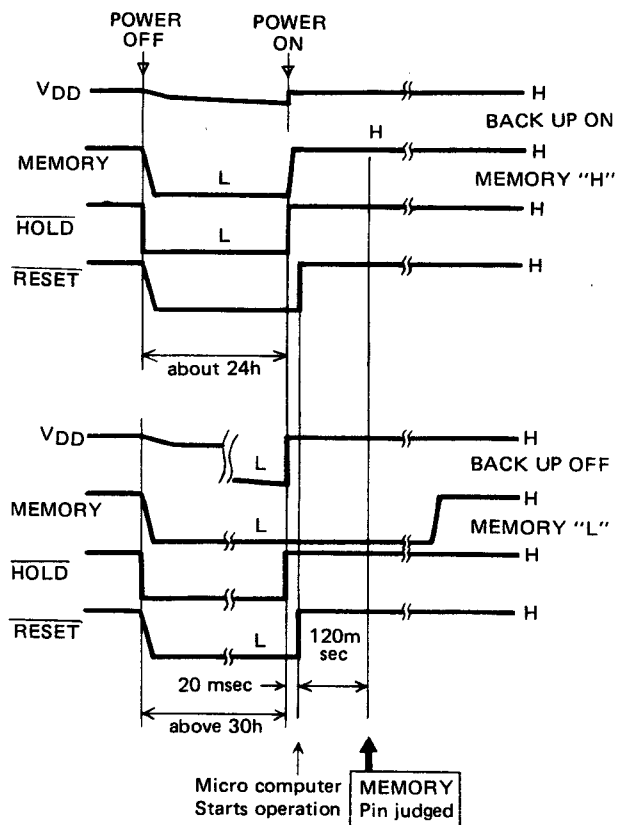 POWER OFF
POWER ON
VDD
H
BACK UP ON
H
MEMORY
L
H
MEMORY "H"
HOLD
L
H
RESET
H
about 24h
VDD
L
H
BACK UP OFF
MEMORY
L
H
MEMORY "L"
HOLD
H
RESET
L
H
120m
sec
20 msec
above 30h
Micro computer
Starts operation
MEMORY
Pin judged